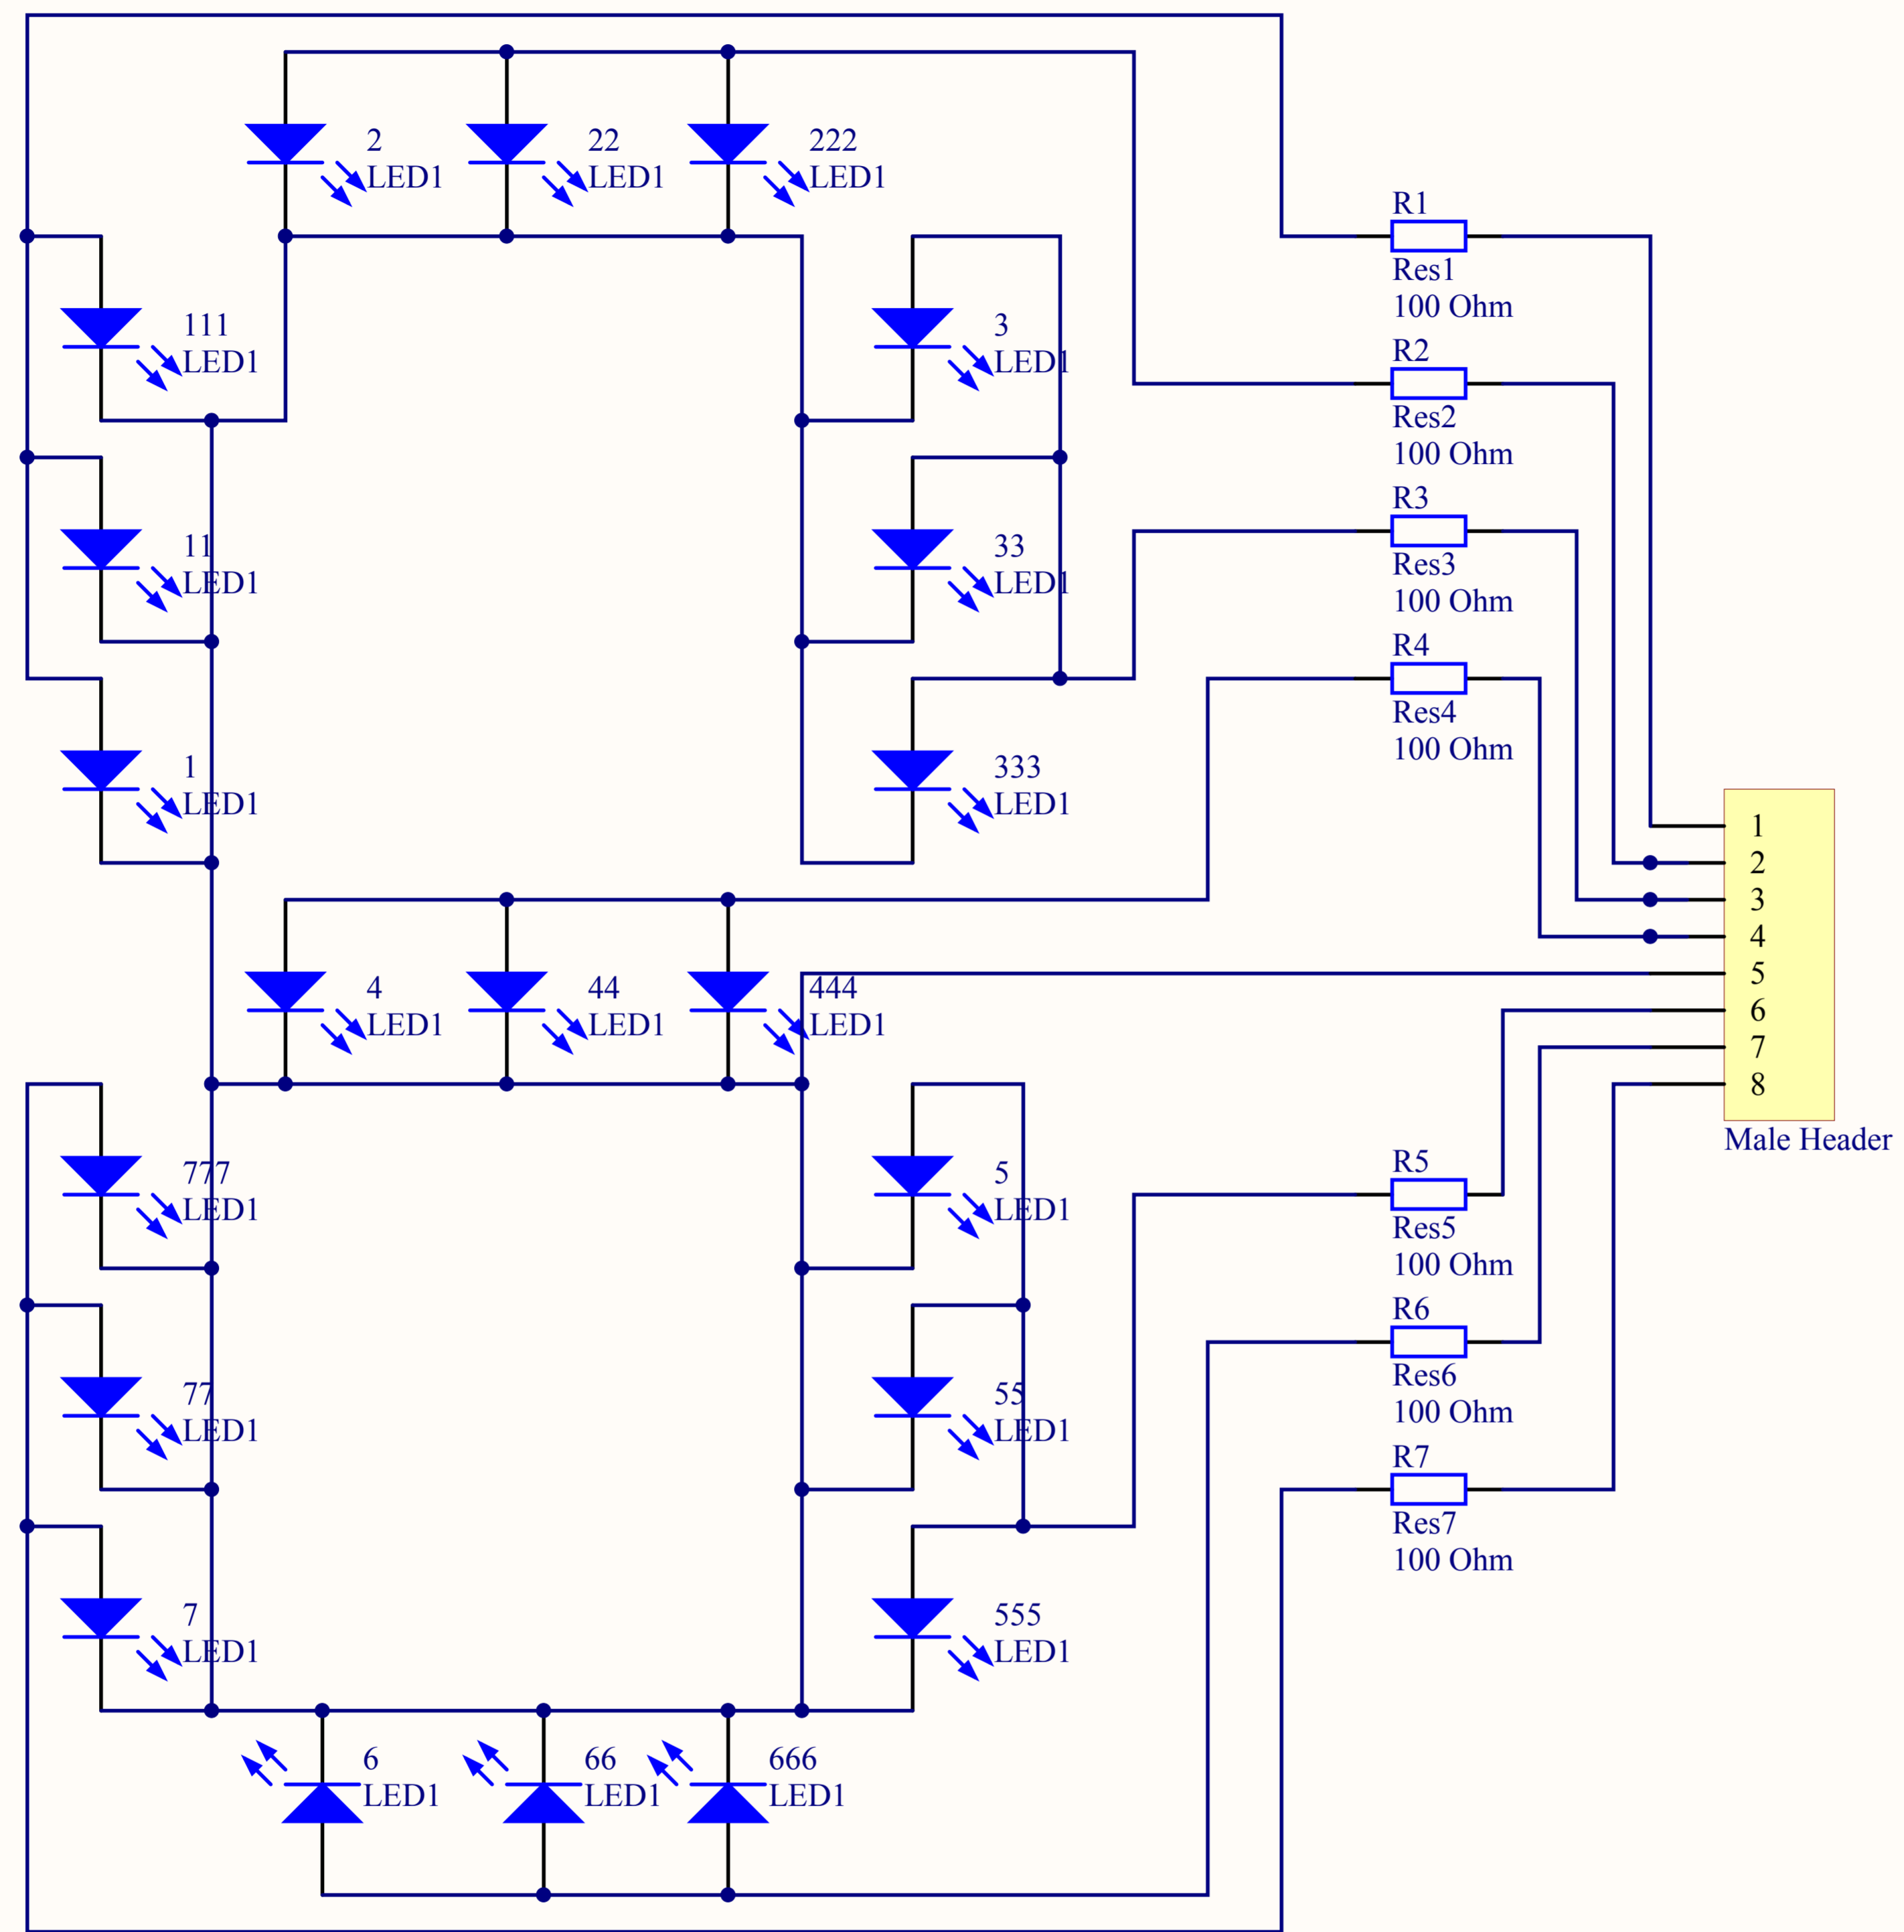 2
LED1
22
LED1
222
LED1
R1
Res1
100 Ohm
111
LED1
3
LED1
R2
Res2
100 Ohm
11
LED1
33
LED1
R3
Res3
100 Ohm
R4
Res4
100 Ohm
1
LED1
333
LED1
1
2
3
4
5
6
7
8
Male Header
4
LED1
44
LED1
444
LED1
777
LED1
5
LED1
R5
Res5
100 Ohm
77
LED1
55
LED1
R6
Res6
100 Ohm
R7
Res7
100 Ohm
7
LED1
555
LED1
6
LED1
66
LED1
666
LED1